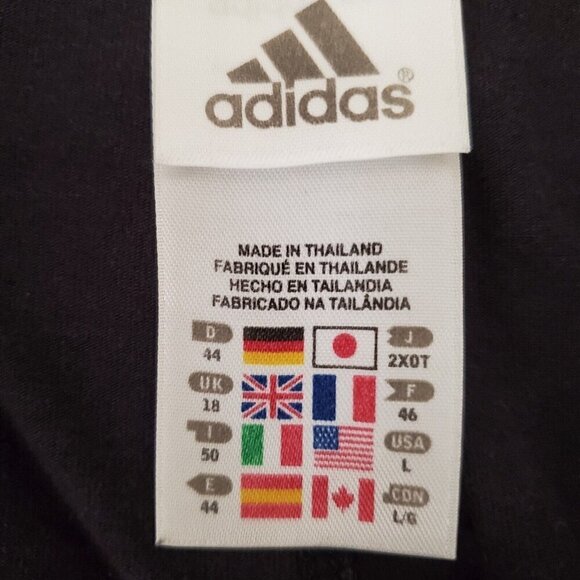 adidas®
MADE IN THAILAND
FABRIQUÉ EN THAILANDE
HECHO EN TAILANDIA
FABRICADO NA TAILÂNDIA
D J
44 2XOT
UK F
18 46
I USA
50 L
E CDN
44 L/G